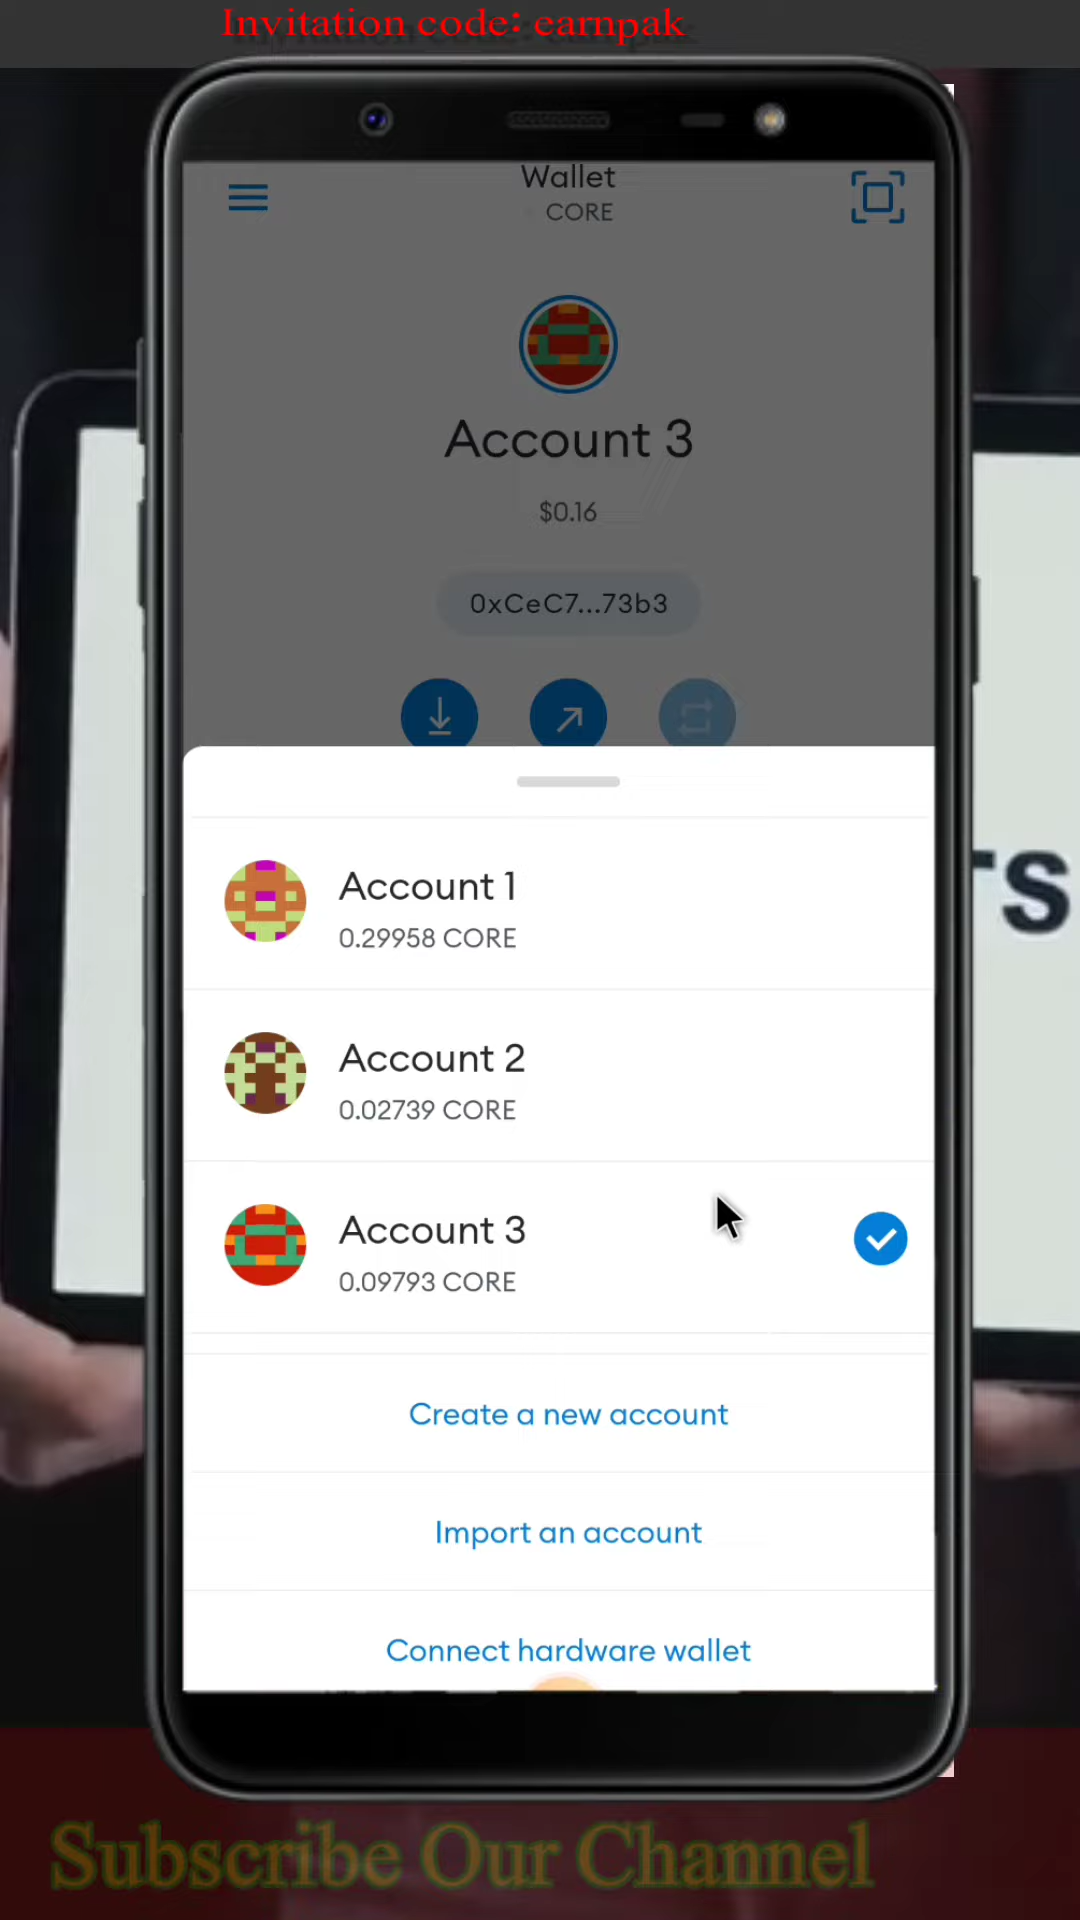 Invitation code: earnpak
Wallet
CORE
Account 3
$0.16
0xCeC7...73b3
Account 1
0.29958 CORE
Account 2
0.02739 CORE
Account 3
0.09793 CORE
Create a new account
Import an account
Connect hardware wallet
TS
Subscribe Our Channel